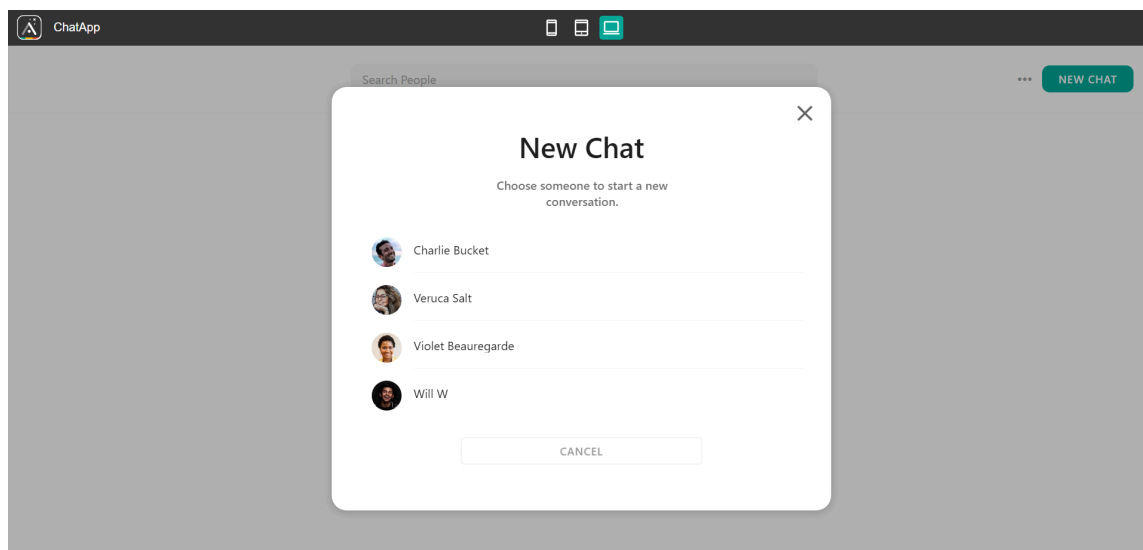 ChatApp
Search People
NEW CHAT
New Chat
Choose someone to start a new
conversation.
Charlie Bucket
Veruca Salt
Violet Beauregarde
Will W
CANCEL